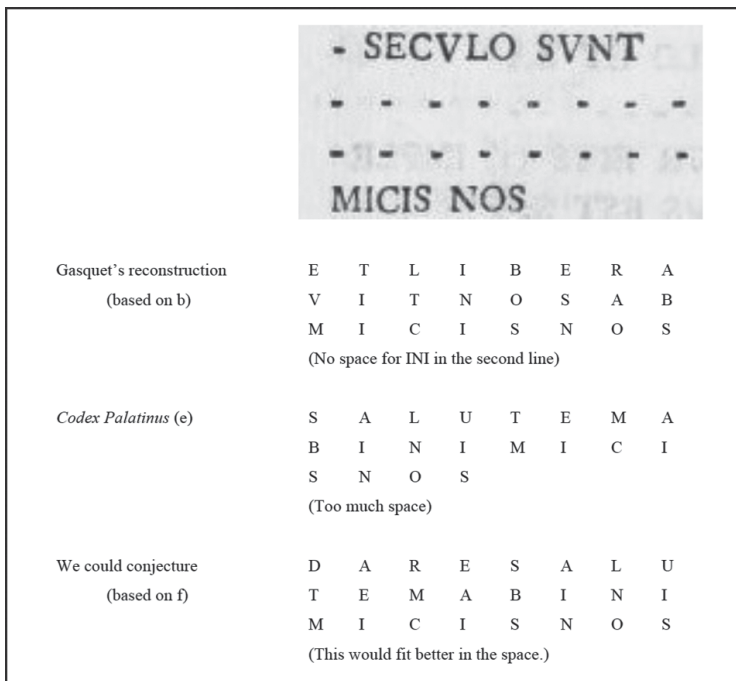 - SECVLO SVNT
- - - - - - - -
- - - - - - - -
MICIS NOS
Gasquet’s reconstruction E T L I B E R A
(based on b) V I T N O S A B
M I C I S N O S
(No space for INI in the second line)
Codex Palatinus (e) S A L U T E M A
B I N I M I C I
S N O S
(Too much space)
We could conjecture D A R E S A L U
(based on f) T E M A B I N I
M I C I S N O S
(This would fit better in the space.)